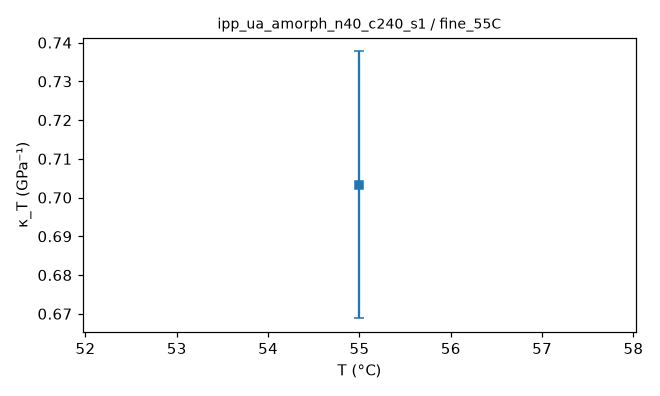 ipp_ua_amorph_n40_c240_s1 / fine_55C
κ_T (GPa⁻¹)
0.74
0.73
0.72
0.71
0.70
0.69
0.68
0.67
52 53 54 55 56 57 58
T (°C)